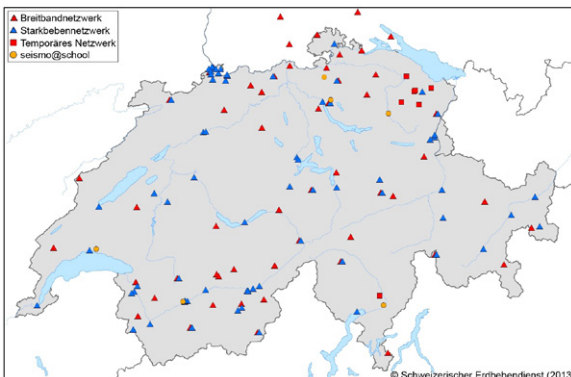 Breitbandnetzwerk
Starkbebennetzwerk
Temporäres Netzwerk
seismo@school
© Schweizerischer Erdbebendienst (2013)